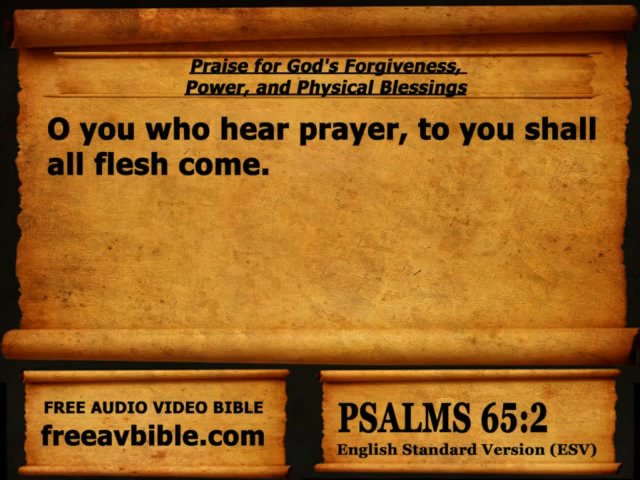 Praise for God's Forgiveness,
Power, and Physical Blessings
O you who hear prayer, to you shall
all flesh come.
FREE AUDIO VIDEO BIBLE
freeavbible.com
PSALMS 65:2
English Standard Version (ESV)